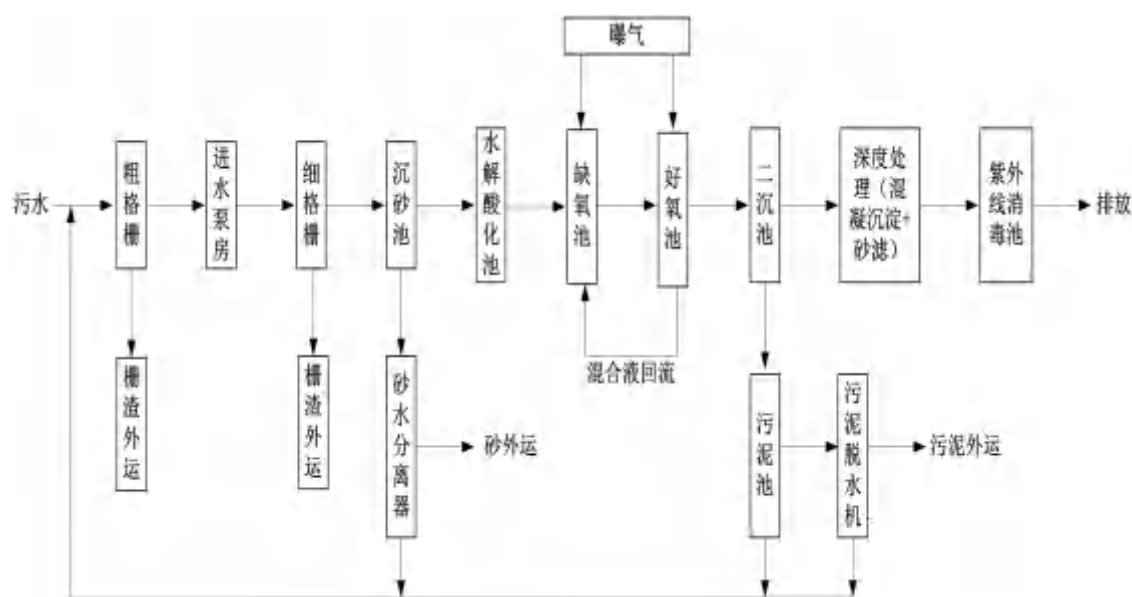 曝气
污水
粗格栅
进水泵房
细格栅
沉砂池
水解酸化池
缺氧池
好氧池
二沉池
深度处
理（混
凝沉淀+
砂滤）
紫外
线消
毒池
排放
混合液回流
栅渣外运
栅渣外运
砂水分离器
砂外运
污泥池
污泥脱水机
污泥外运